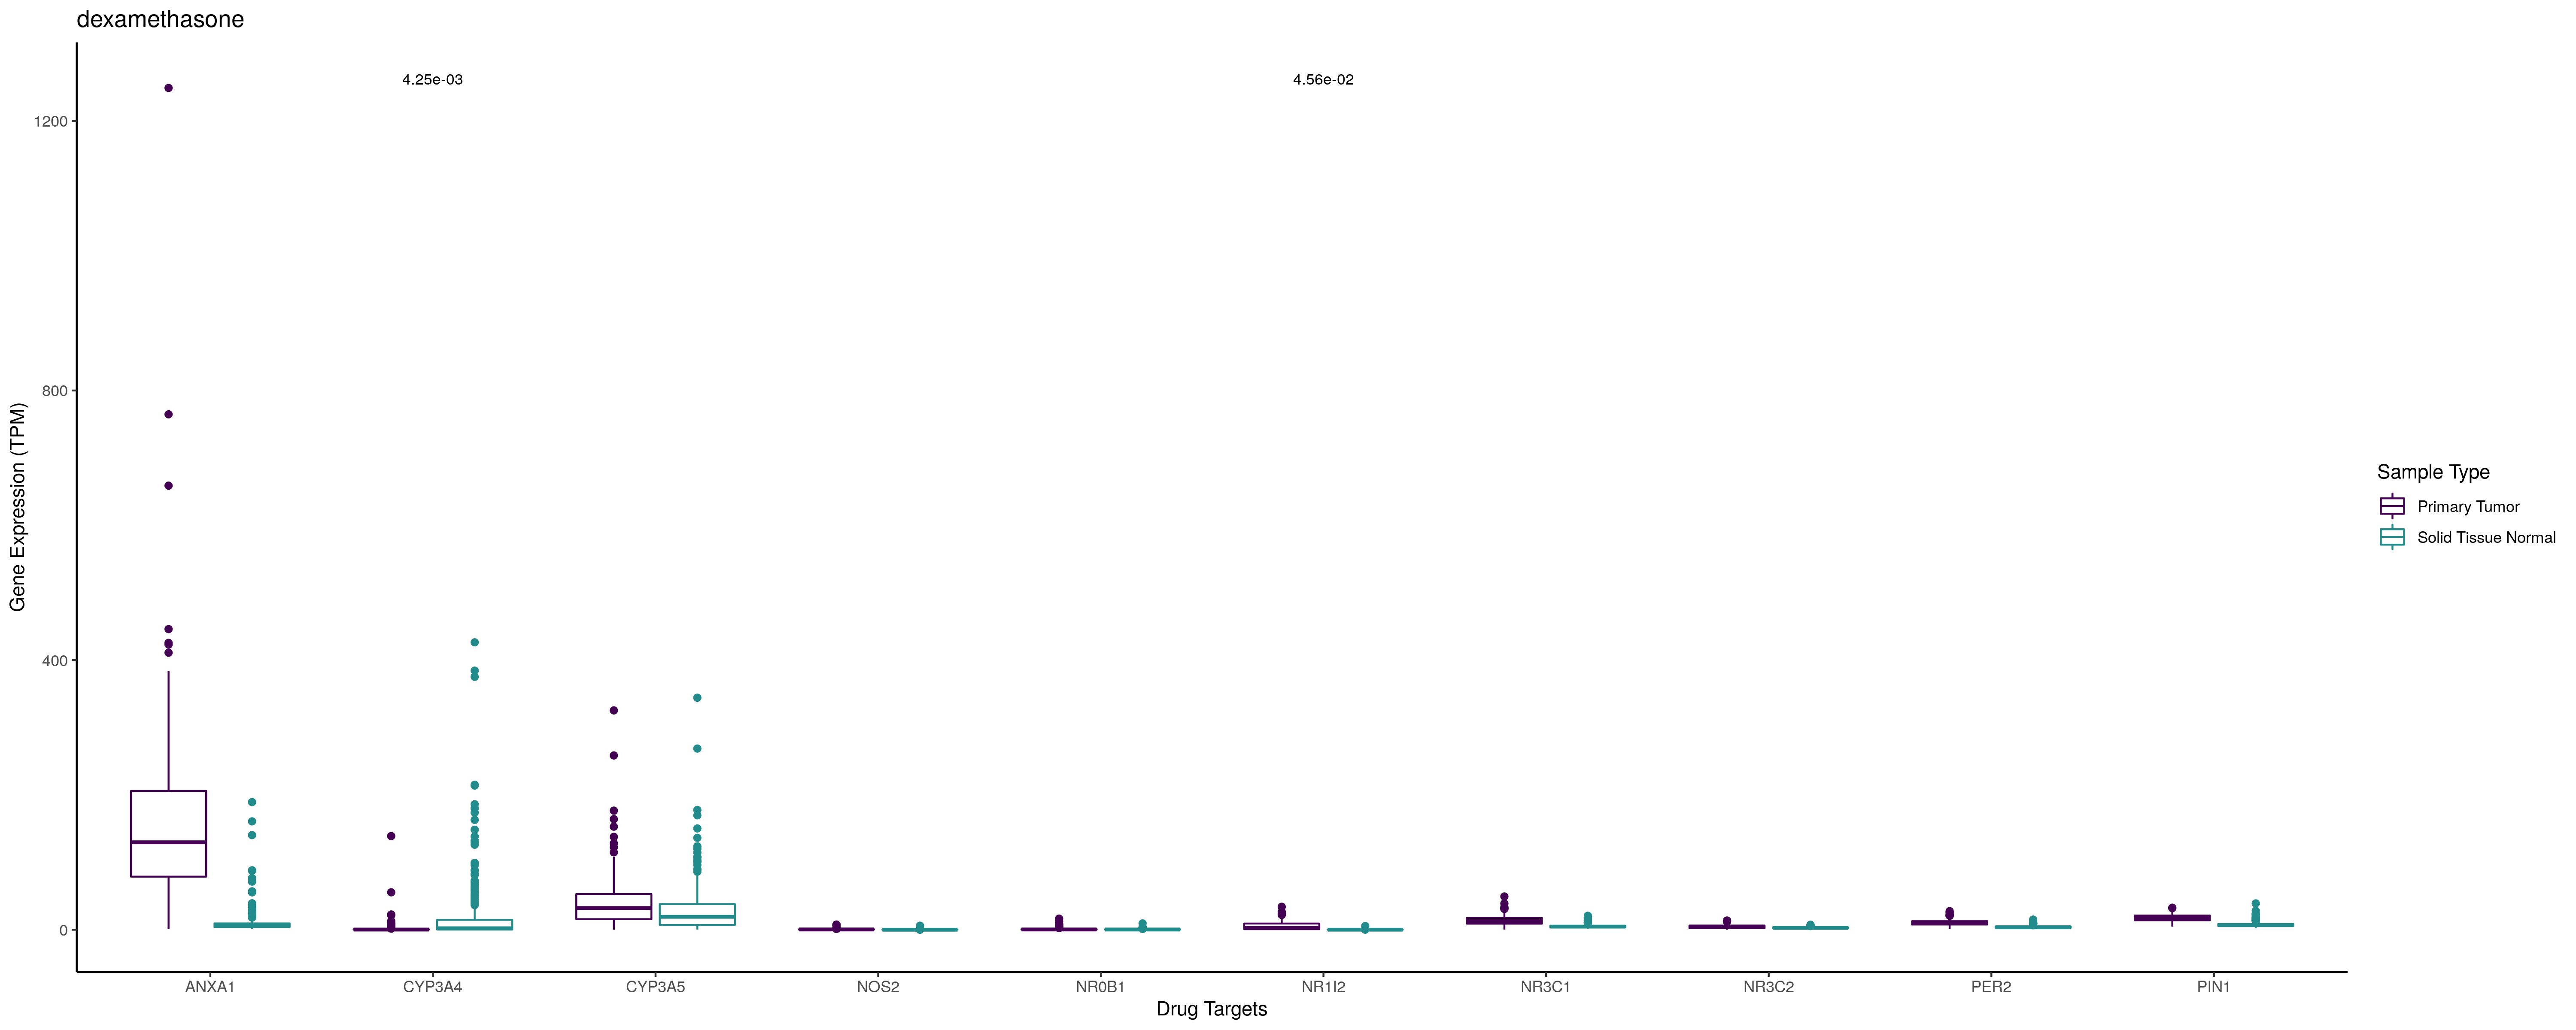 dexamethasone
4.25e-03
4.56e-02
1200
800
400
0
Gene Expression (TPM)
ANXA1
CYP3A4
CYP3A5
NOS2
NR0B1
NR1I2
NR3C1
NR3C2
PER2
PIN1
Drug Targets
Sample Type
Primary Tumor
Solid Tissue Normal